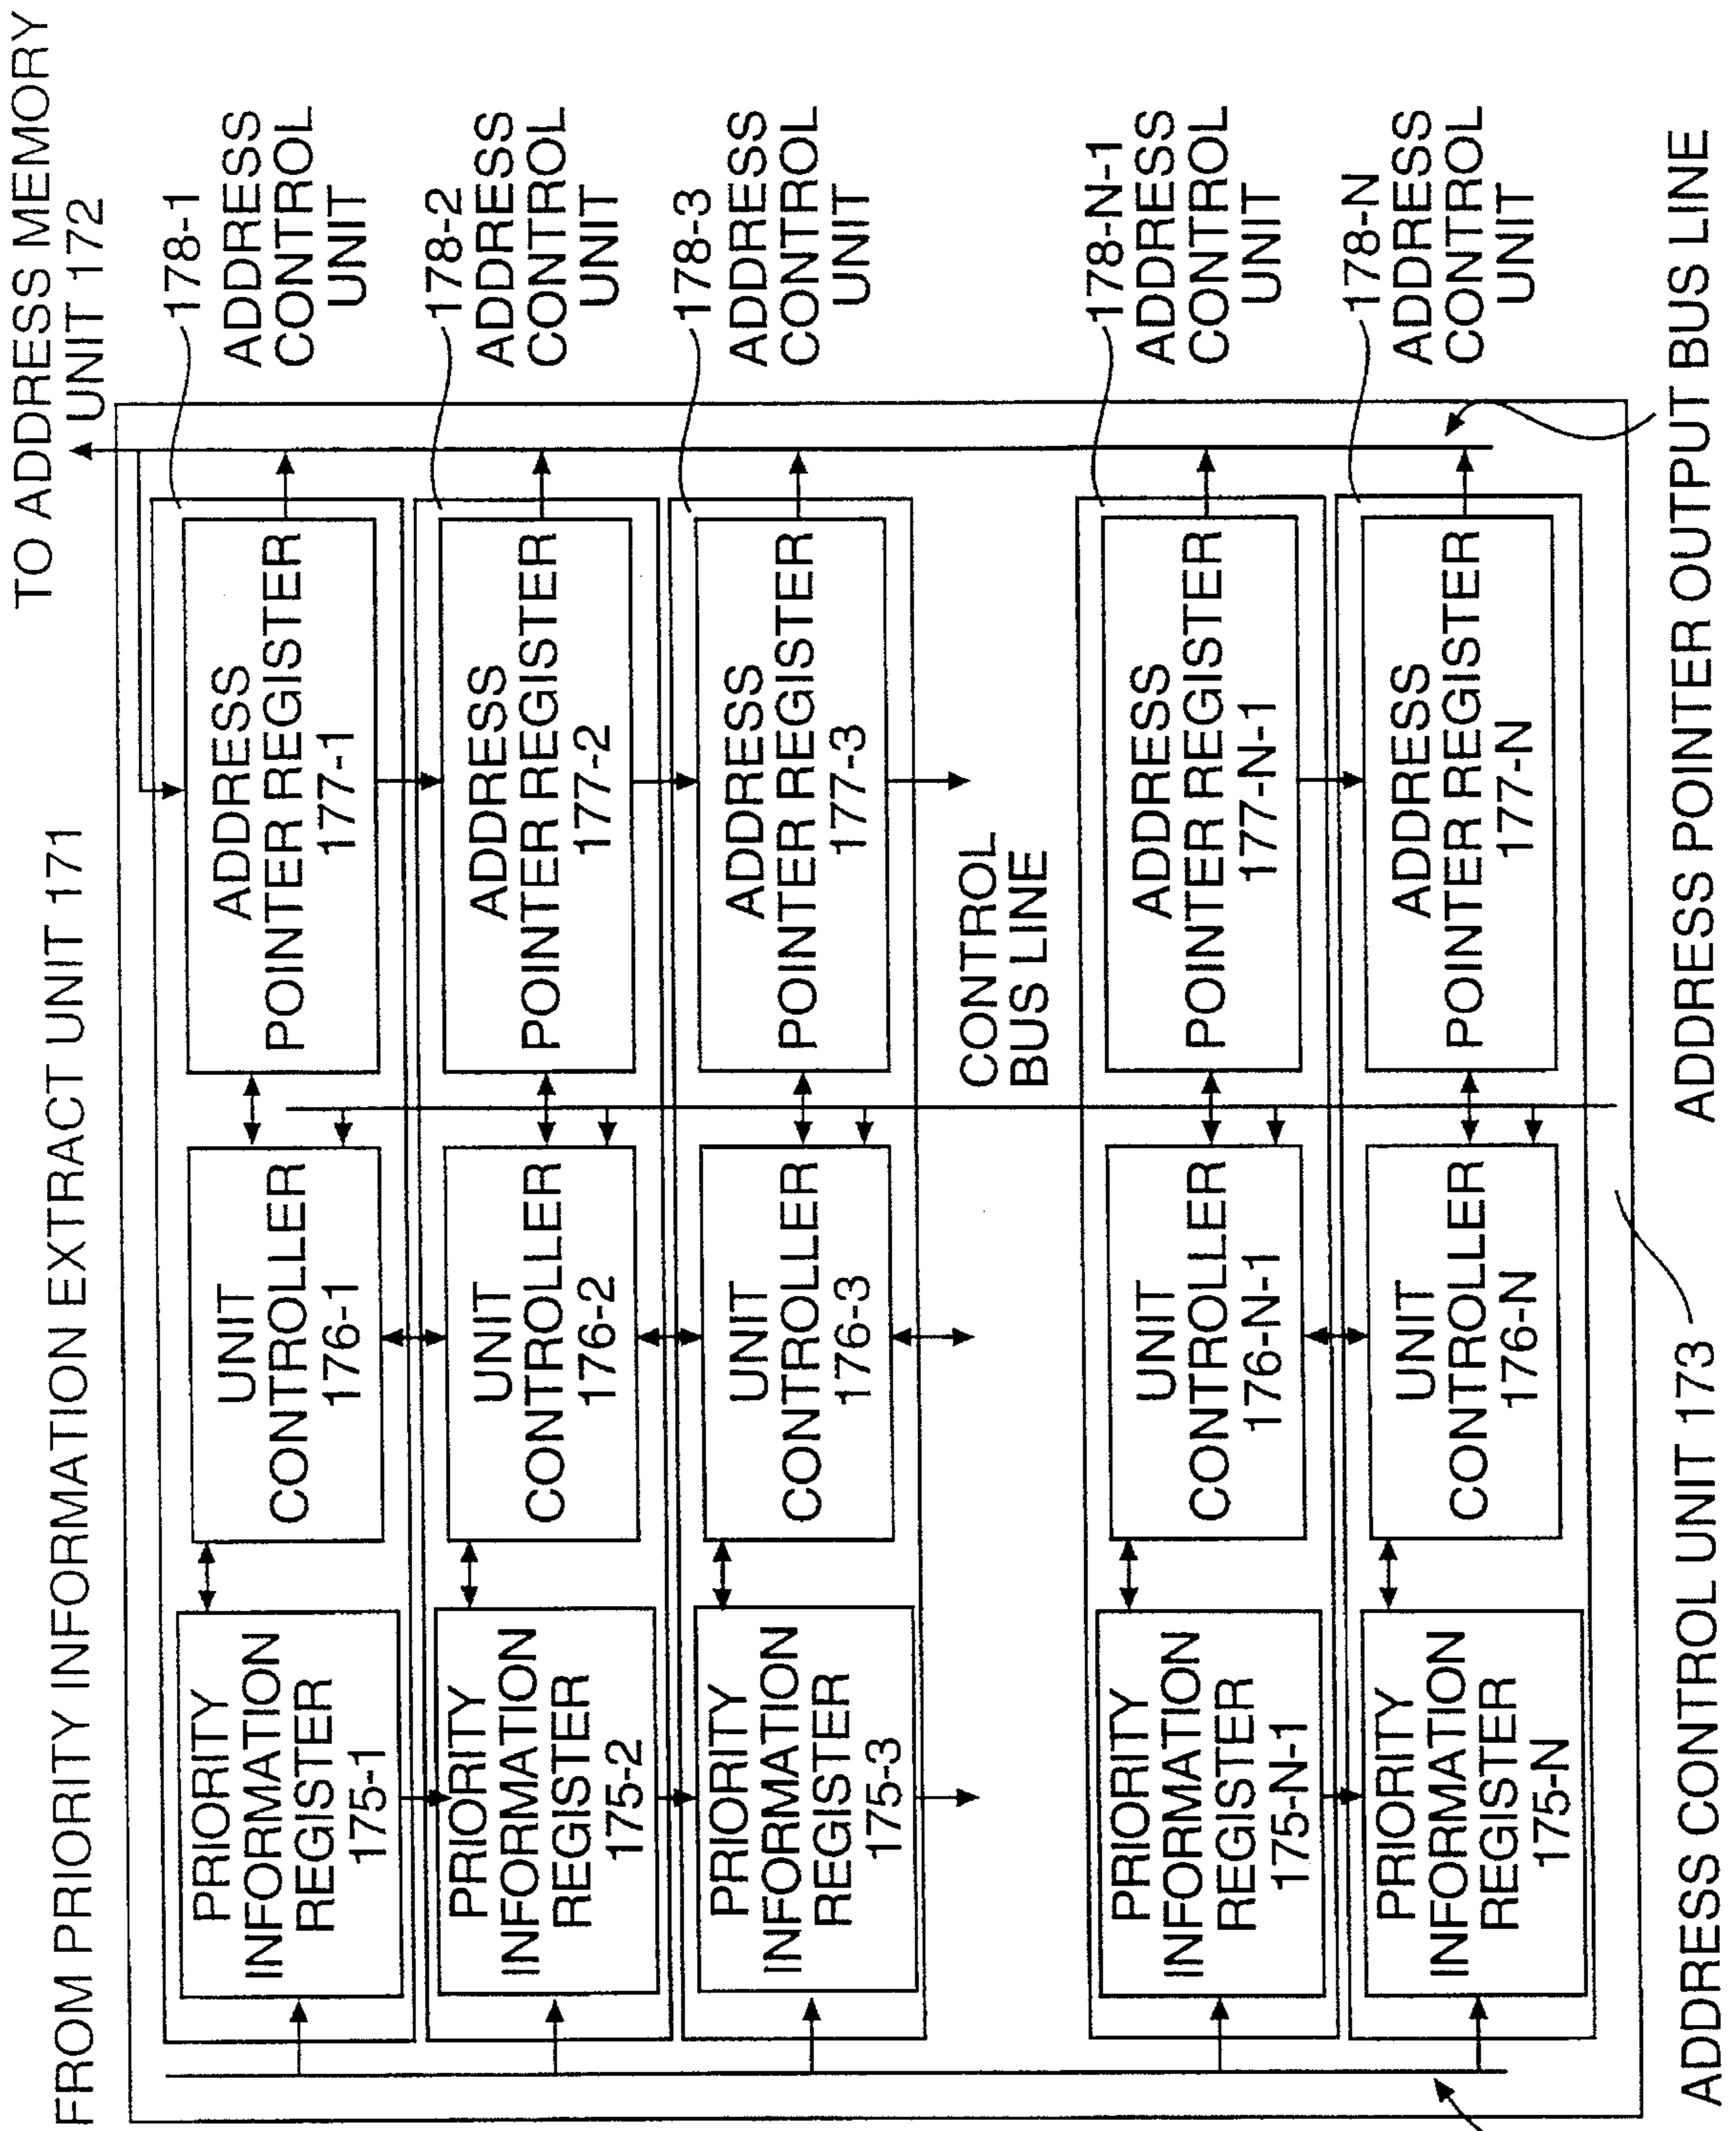 TO ADDRESS MEMORY
UNIT 172
FROM PRIORITY INFORMATION EXTRACT UNIT 171
178-1
ADDRESS
CONTROL
UNIT
PRIORITY
INFORMATION
REGISTER
175-1
UNIT
CONTROLLER
176-1
ADDRESS
POINTER REGISTER
177-1
178-2
ADDRESS
CONTROL
UNIT
PRIORITY
INFORMATION
REGISTER
175-2
UNIT
CONTROLLER
176-2
ADDRESS
POINTER REGISTER
177-2
178-3
ADDRESS
CONTROL
UNIT
PRIORITY
INFORMATION
REGISTER
175-3
UNIT
CONTROLLER
176-3
ADDRESS
POINTER REGISTER
177-3
CONTROL
BUS LINE
178-N-1
ADDRESS
CONTROL
UNIT
PRIORITY
INFORMATION
REGISTER
175-N-1
UNIT
CONTROLLER
176-N-1
ADDRESS
POINTER REGISTER
177-N-1
178-N
ADDRESS
CONTROL
UNIT
PRIORITY
INFORMATION
REGISTER
175-N
UNIT
CONTROLLER
176-N
ADDRESS
POINTER REGISTER
177-N
ADDRESS CONTROL UNIT 173
ADDRESS POINTER OUTPUT BUS LINE